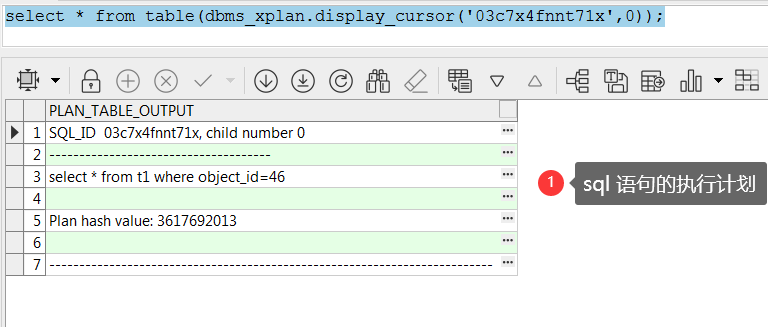 select * from table(dbms_xplan.display_cursor('03c7x4fnnt71x',0));
PLAN_TABLE_OUTPUT
1 SQL_ID  03c7x4fnnt71x, child number 0 ...
2 ------------------------------------- ...
3 select * from t1 where object_id=46 ...
4 ...
5 Plan hash value: 3617692013 ...
6 ...
7 -------------------------------------------------------------------------- ...
1 sql 语句的执行计划